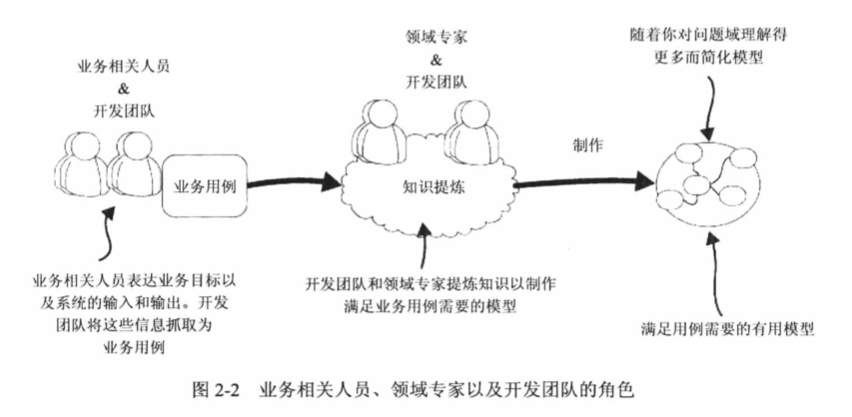 业务相关人员
&
开发团队
业务用例
业务相关人员表达业务目标以
及系统的输入和输出。开发
团队将这些信息抓取为
业务用例
领域专家
&
开发团队
知识提炼
开发团队和领域专家提炼知识以制作
满足业务用例需要的模型
制作
随着你对问题域理解得
更多而简化模型
满足用例需要的有用模型
图 2-2 业务相关人员、领域专家以及开发团队的角色